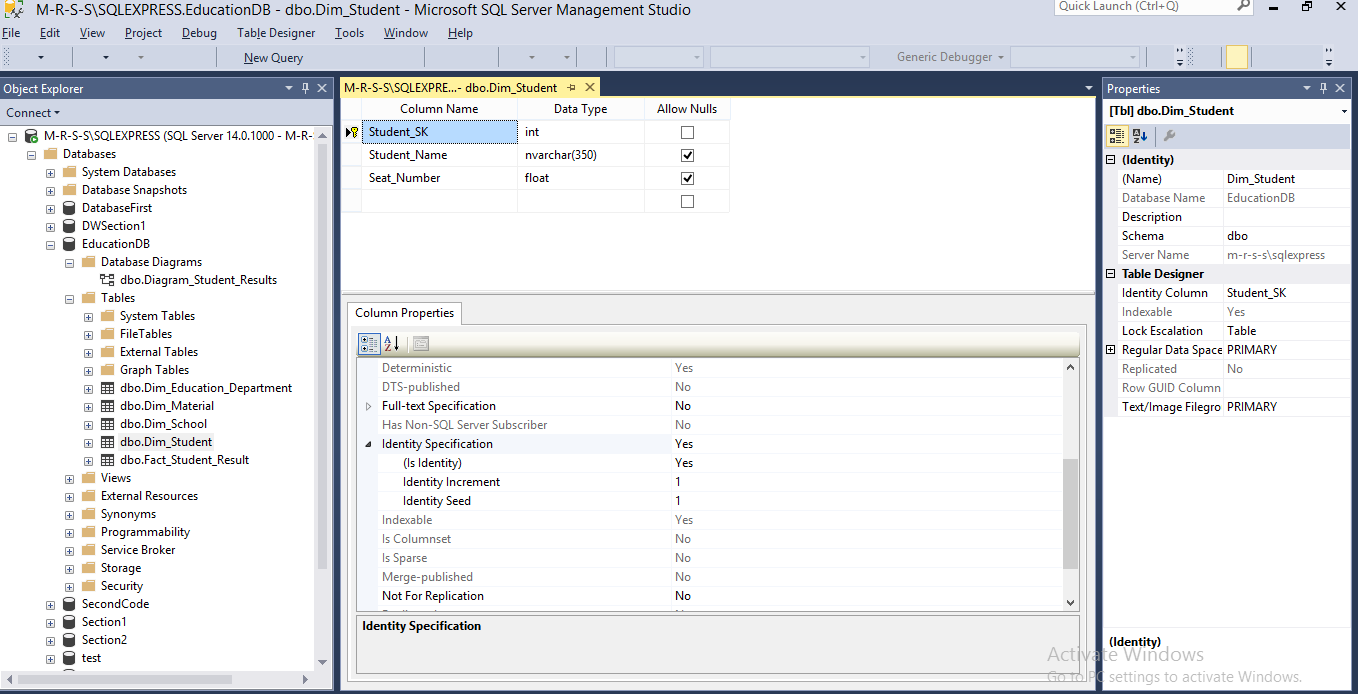 M-R-S-S\SQLEXPRESS.EducationDB - dbo.Dim_Student - Microsoft SQL Server Management Studio
Quick Launch (Ctrl+Q)
File Edit View Project Debug Table Designer Tools Window Help
New Query
Generic Debugger
Object Explorer
Connect
M-R-S-S\SQLEXPRESS (SQL Server 14.0.1000 - M-R-
Databases
System Databases
Database Snapshots
DatabaseFirst
DWSection1
EducationDB
Database Diagrams
dbo.Diagram_Student_Results
Tables
System Tables
FileTables
External Tables
Graph Tables
dbo.Dim_Education_Department
dbo.Dim_Material
dbo.Dim_School
dbo.Dim_Student
dbo.Fact_Student_Result
Views
External Resources
Synonyms
Programmability
Service Broker
Storage
Security
SecondCode
Section1
Section2
test
M-R-S-S\SQLEXPRE...- dbo.Dim_Student
Column Name Data Type Allow Nulls
Student_SK int
Student_Name nvarchar(350)
Seat_Number float
Column Properties
Deterministic Yes
DTS-published No
Full-text Specification No
Has Non-SQL Server Subscriber No
Identity Specification Yes
(Is Identity) Yes
Identity Increment 1
Identity Seed 1
Indexable Yes
Is Columnset No
Is Sparse No
Merge-published No
Not For Replication No
Identity Specification
Properties
[Tbl] dbo.Dim_Student
(Identity)
(Name) Dim_Student
Database Name EducationDB
Description
Schema dbo
Server Name m-r-s-s\sqlexpress
Table Designer
Identity Column Student_SK
Indexable Yes
Lock Escalation Table
Regular Data Space PRIMARY
Replicated No
Row GUID Column
Text/Image Filegro PRIMARY
(Identity)
Activate Windows
Go to PC settings to activate Windows.